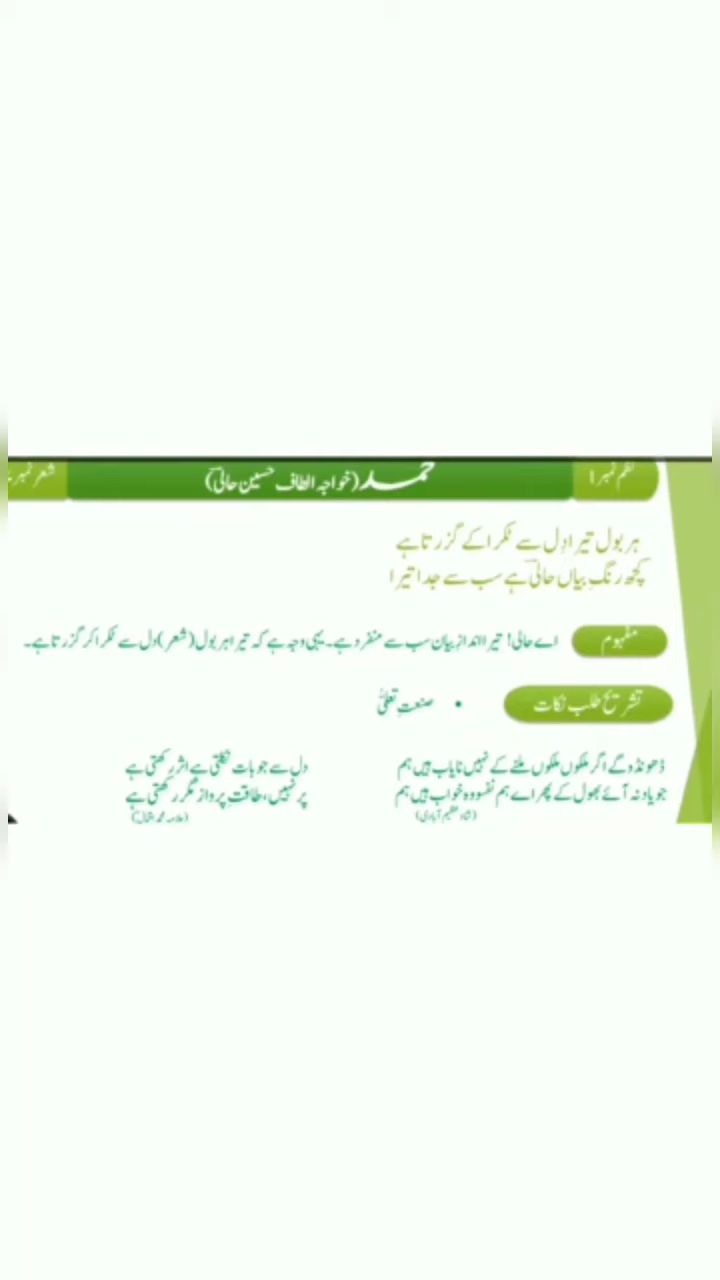 نظم نمبر ۱
حمد (خواجہ الطاف حسین حالیؔ)
شعر نمبر
ہر بول تیرا دل سے ٹکرا کے گزرتا ہے
کچھ رنگِ بیاں حالیؔ ہے سب سے جدا تیرا
مفہوم
اے حالی! تیرا انداز بیان سب سے منفرد ہے۔ یہی وجہ ہے کہ تیرا ہر بول (شعر) دل سے ٹکرا کر گزرتا ہے۔
تشریح طلب نکات
• صنعتِ تعلیٰ
ڈھونڈو گے اگر ملکوں ملکوں ملنے کے نہیں نایاب ہیں ہم
جو یاد نہ آئے بھول کے پھر اے ہم نفسو وہ خواب ہیں ہم
(شاد عظیم آبادی)
دل سے جو بات نکلتی ہے اثر رکھتی ہے
پر نہیں، طاقتِ پرواز مگر رکھتی ہے
(علامہ محمد اقبال)